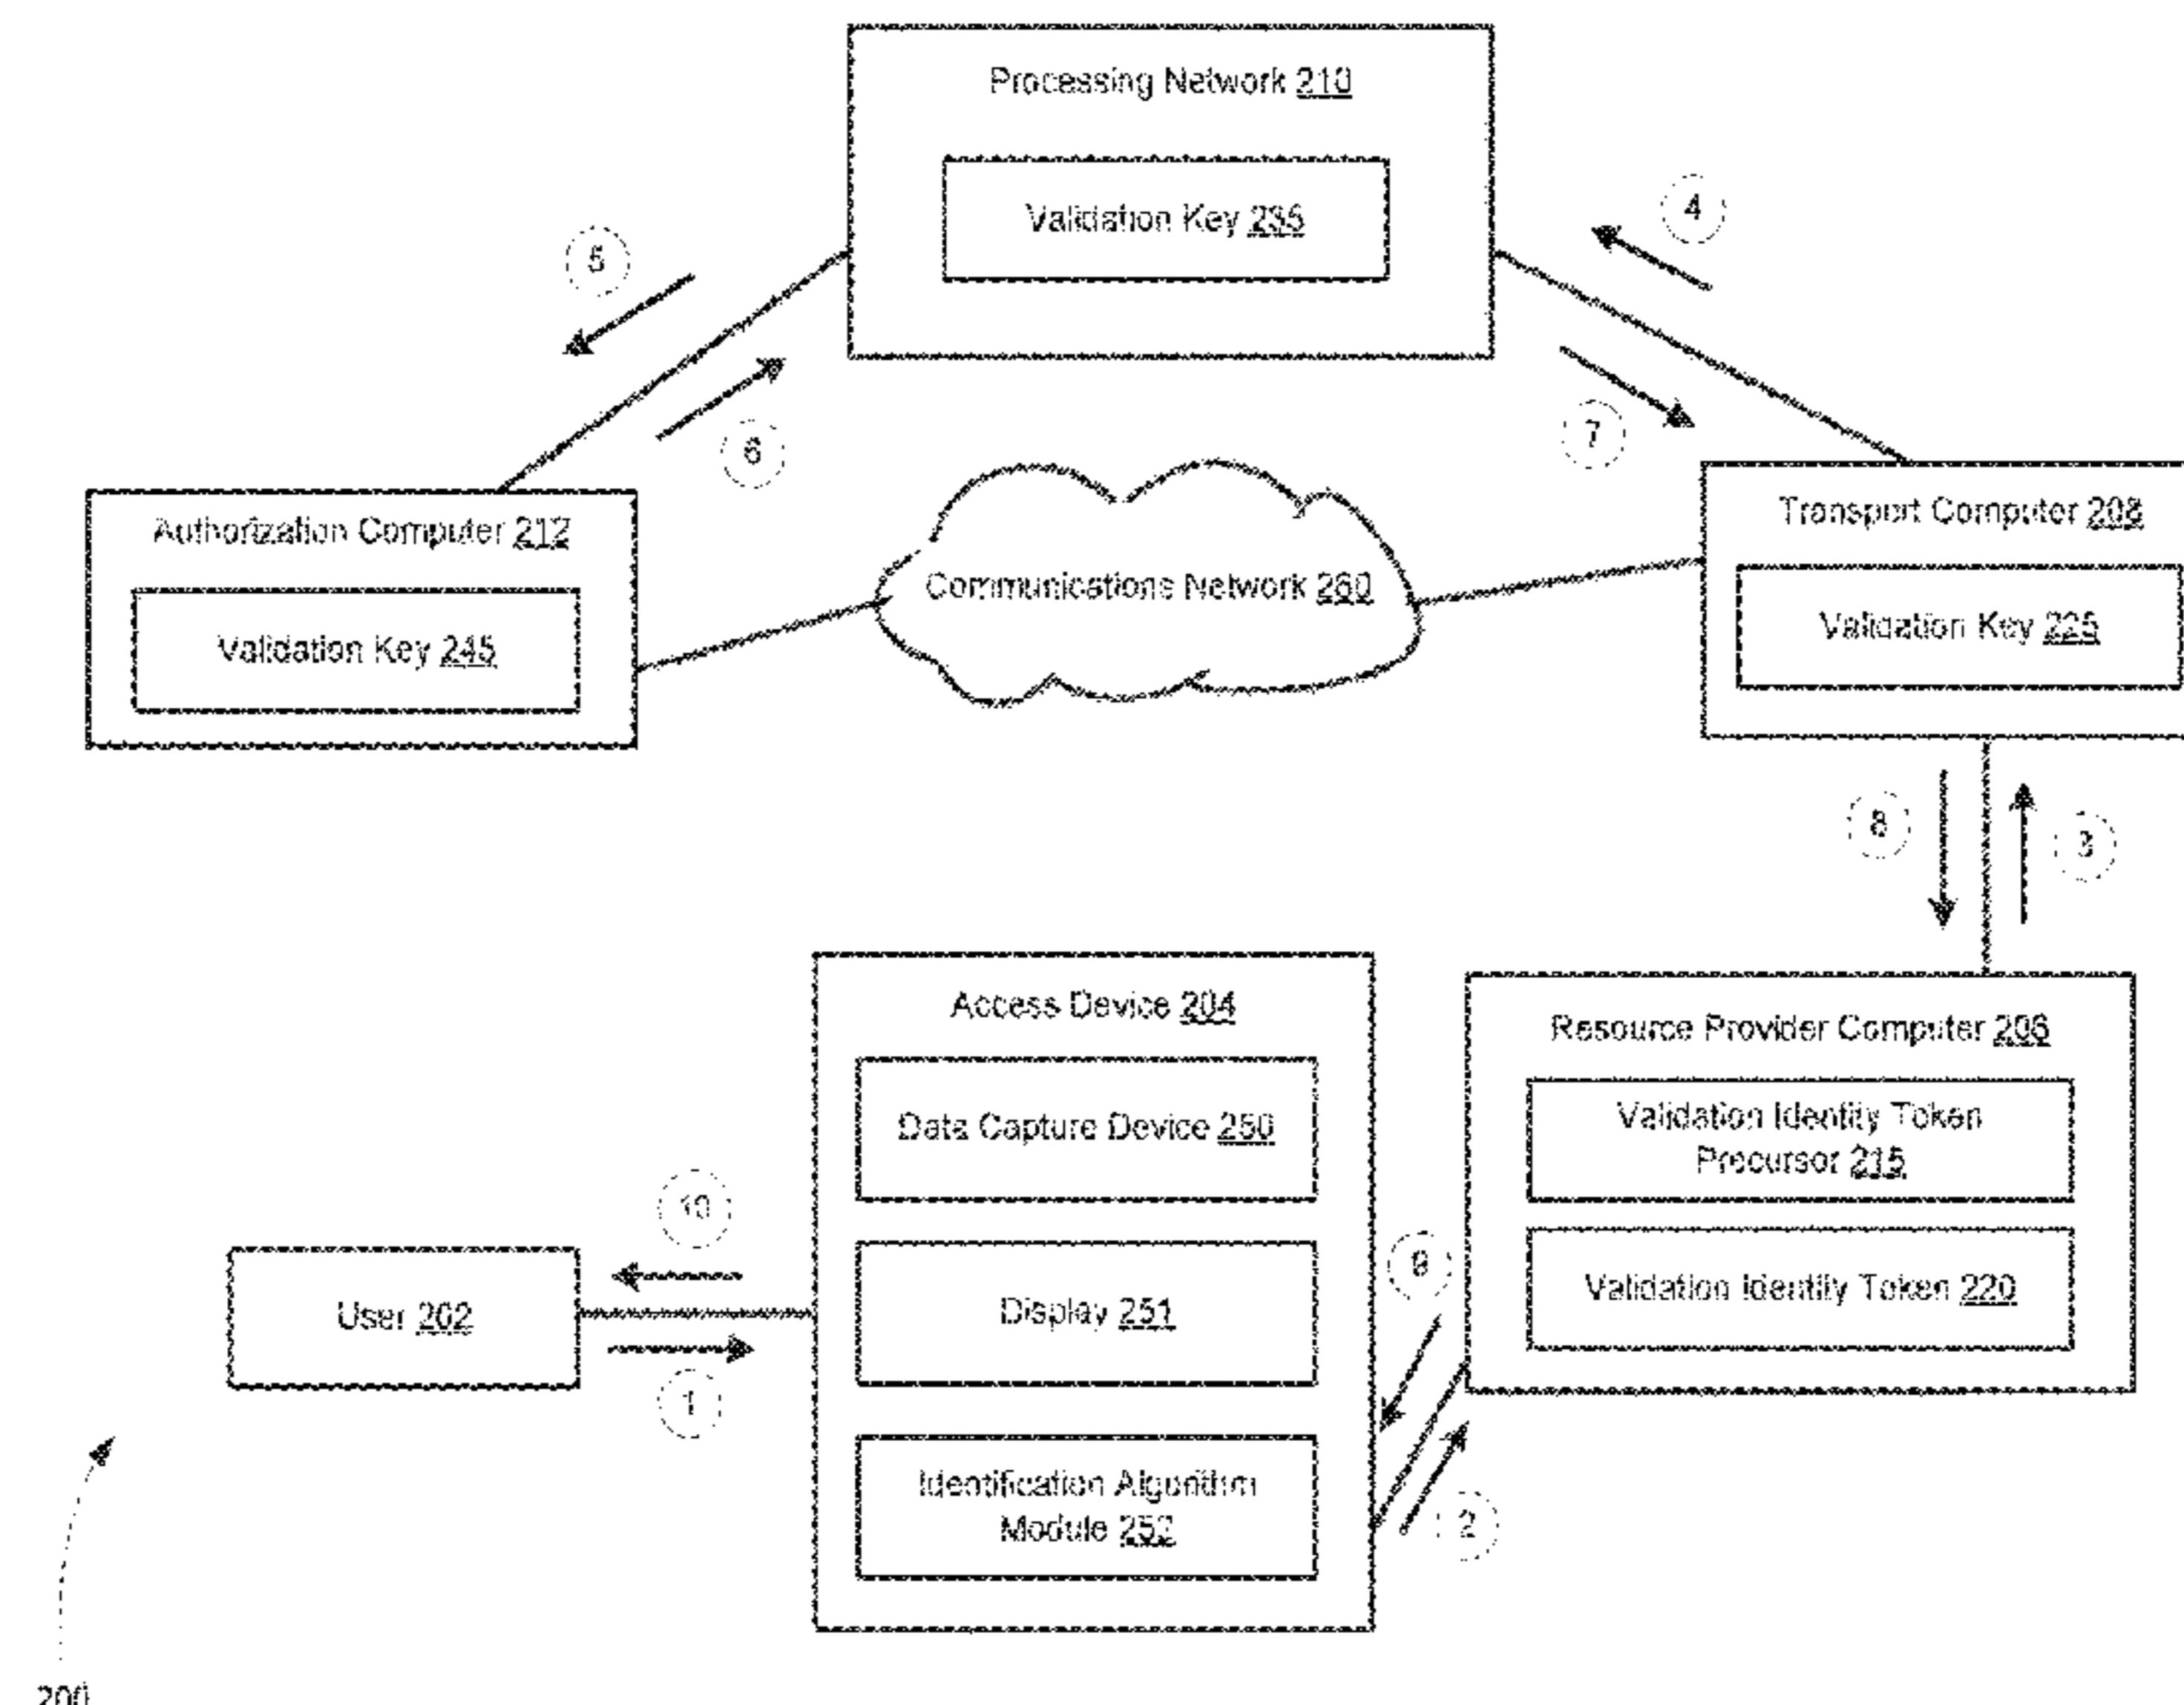 Processing Network 210
Validation Key 235
4
5
6
7
Authorization Computer 212
Validation Key 245
Communications Network 260
Transport Computer 208
Validation Key 225
8
3
Access Device 204
Data Capture Device 250
Display 251
Identification Algorithm
Module 252
Resource Provider Computer 206
Validation Identity Token
Precursor 215
Validation Identity Token 220
10
User 202
1
9
2
200